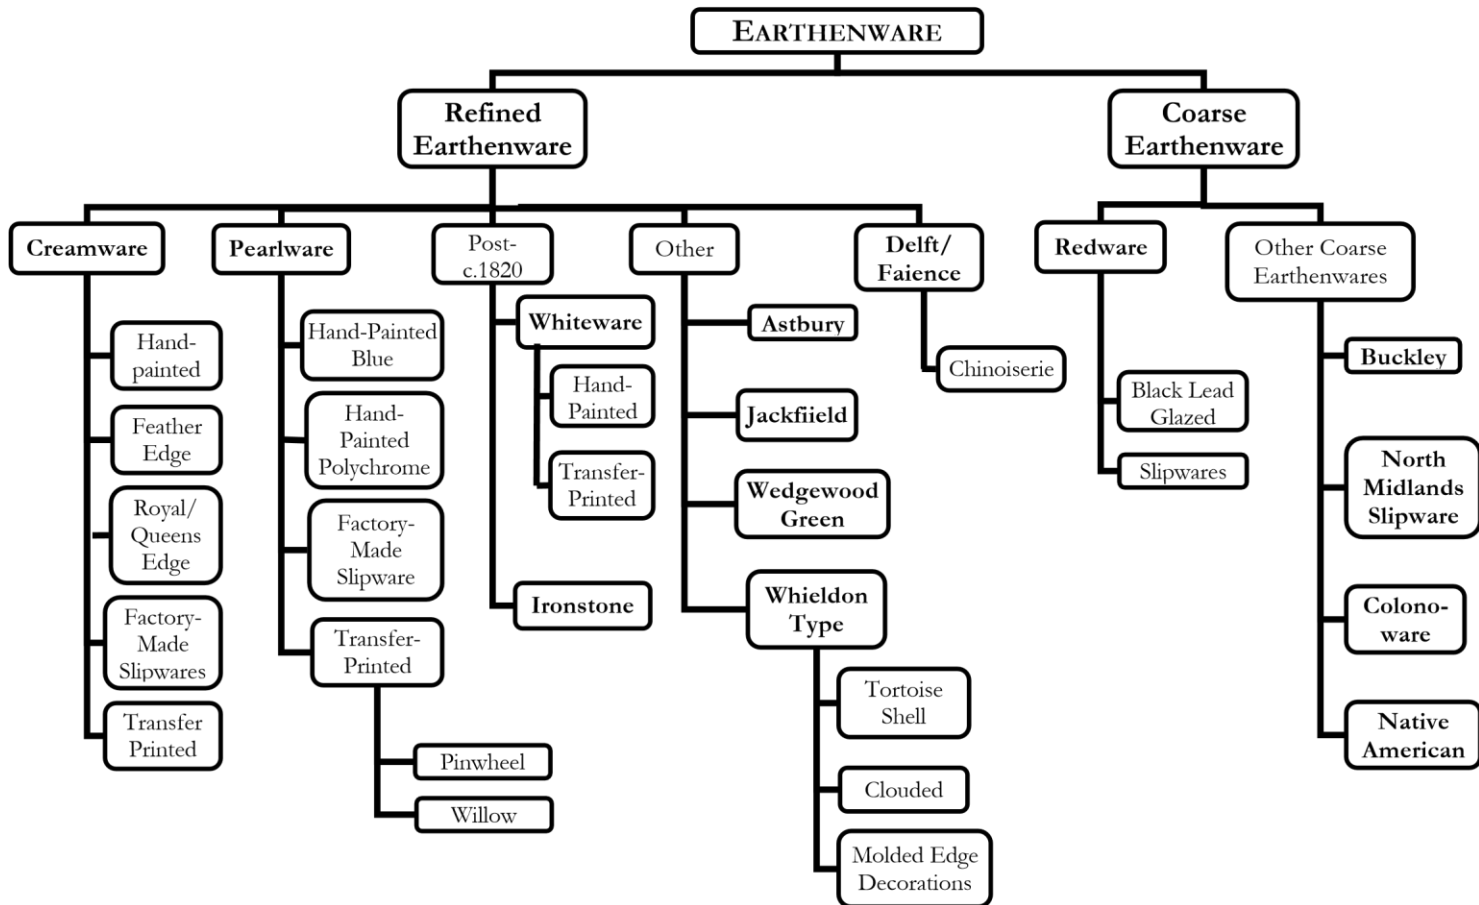 EARTHENWARE
Refined
Earthenware
Coarse
Earthenware
Creamware
Pearlware
Post-
c.1820
Other
Delft/
Faience
Redware
Other Coarse
Earthenwares
Hand-
painted
Feather
Edge
Royal/
Queens
Edge
Factory-
Made
Slipwares
Transfer
Printed
Hand-Painted
Blue
Hand-
Painted
Polychrome
Factory-
Made
Slipware
Transfer-
Printed
Pinwheel
Willow
Whiteware
Hand-
Painted
Transfer-
Printed
Ironstone
Astbury
Jackfiield
Wedgewood
Green
Whieldon
Type
Tortoise
Shell
Clouded
Molded Edge
Decorations
Chinoiserie
Black Lead
Glazed
Slipwares
Buckley
North
Midlands
Slipware
Colono-
ware
Native
American